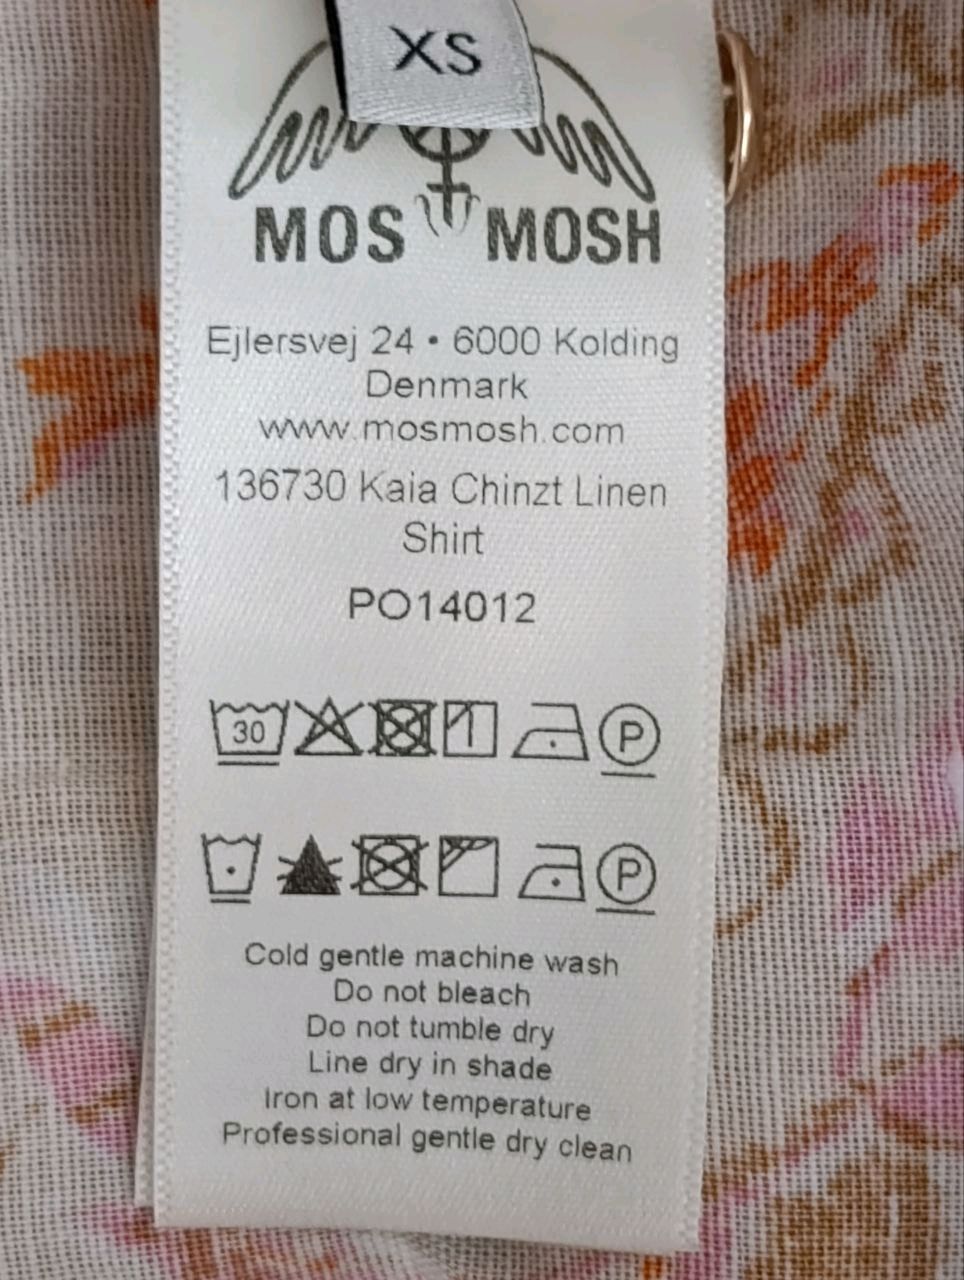 XS
MOS MOSH
Ejlersvej 24 • 6000 Kolding
Denmark
www.mosmosh.com
136730 Kaia Chinzt Linen
Shirt
PO14012
30 P
P
Cold gentle machine wash
Do not bleach
Do not tumble dry
Line dry in shade
Iron at low temperature
Professional gentle dry clean